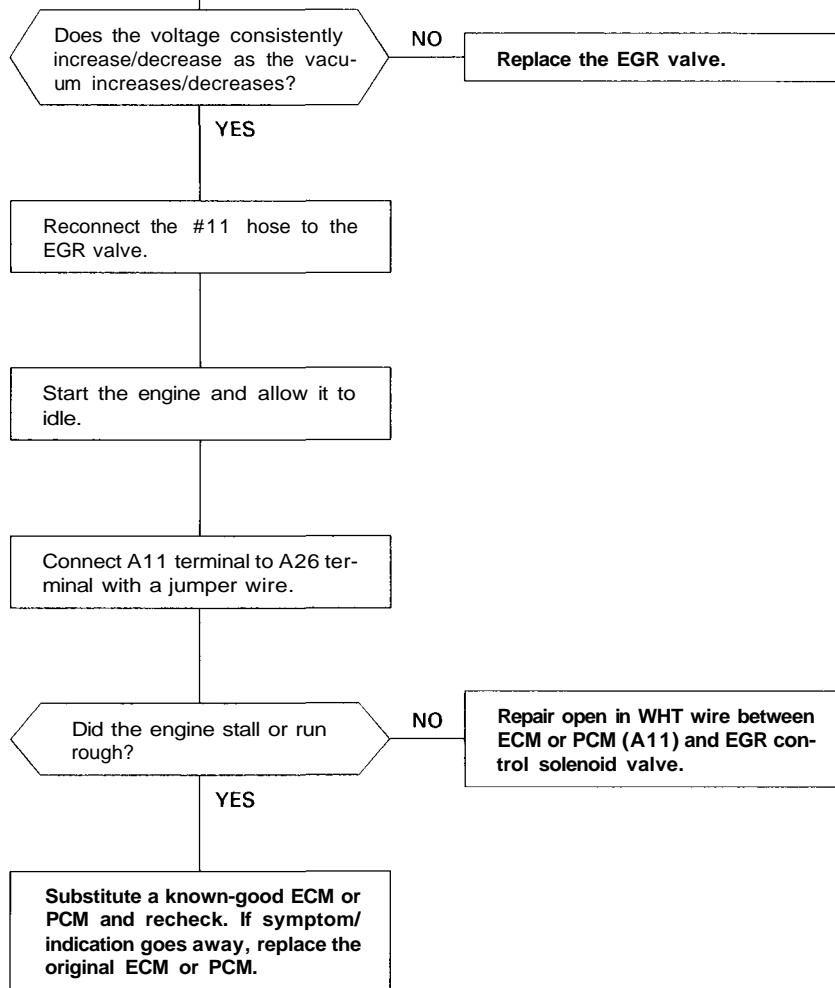 Does the voltage consistently
increase/decrease as the vacu-
um increases/decreases?
NO
Replace the EGR valve.
YES
Reconnect the #11 hose to the
EGR valve.
Start the engine and allow it to
idle.
Connect A11 terminal to A26 ter-
minal with a jumper wire.
Did the engine stall or run
rough?
NO
Repair open in WHT wire between
ECM or PCM (A11) and EGR con-
trol solenoid valve.
YES
Substitute a known-good ECM or
PCM and recheck. If symptom/
indication goes away, replace the
original ECM or PCM.